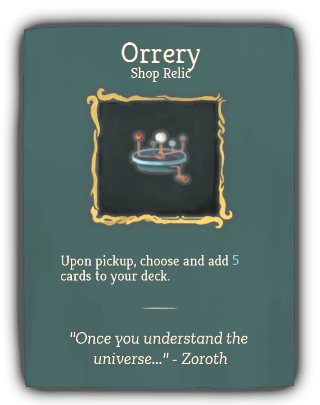 Orrery
Shop Relic
Upon pickup, choose and add 5
cards to your deck.
"Once you understand the
universe..." - Zoroth